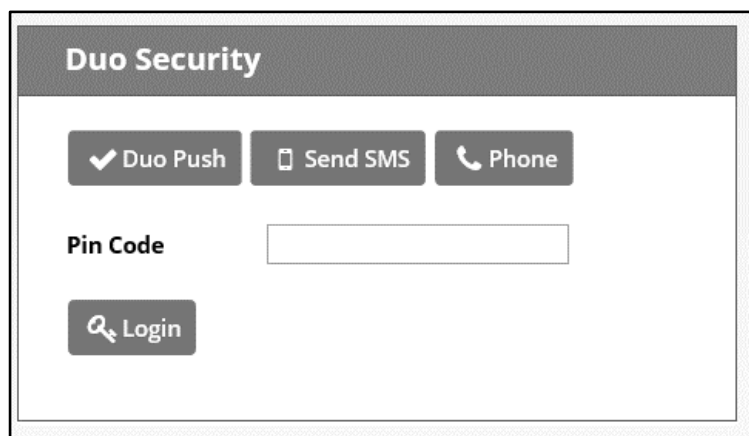 Duo Security
Duo Push Send SMS Phone
Pin Code
Login